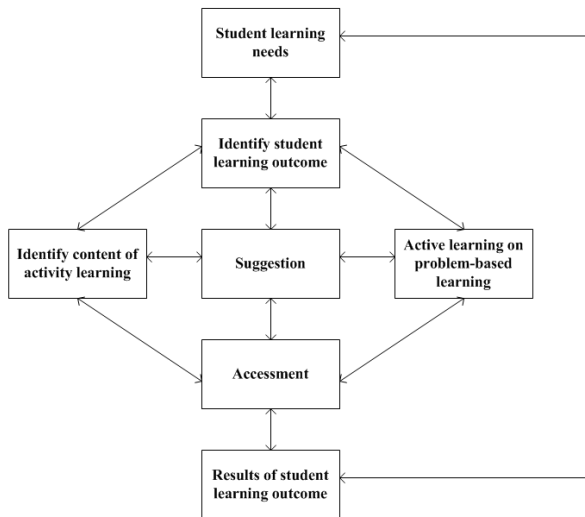 Student learning
needs
Identify student
learning outcome
Identify content of
activity learning
Suggestion
Active learning on
problem-based
learning
Accessment
Results of student
learning outcome